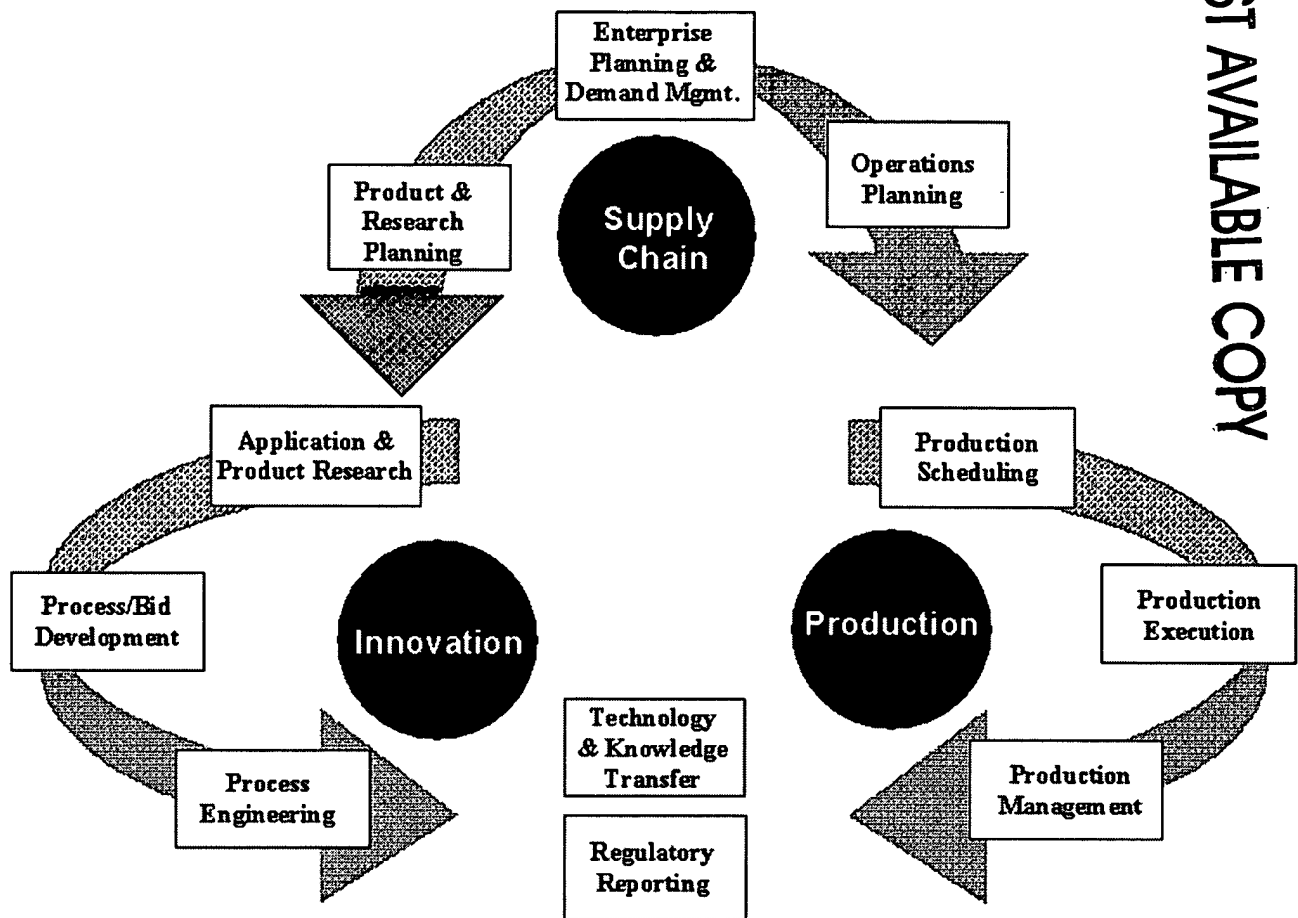 Enterprise
Planning &
Demand Mgmt.
Operations
Planning
Product &
Research
Planning
Supply
Chain
AVAILABLE COPY
Application &
Product Research
Production
Scheduling
Process/Bid
Development
Innovation
Production
Production
Execution
Technology
& Knowledge
Transfer
Process
Engineering
Production
Management
Regulatory
Reporting